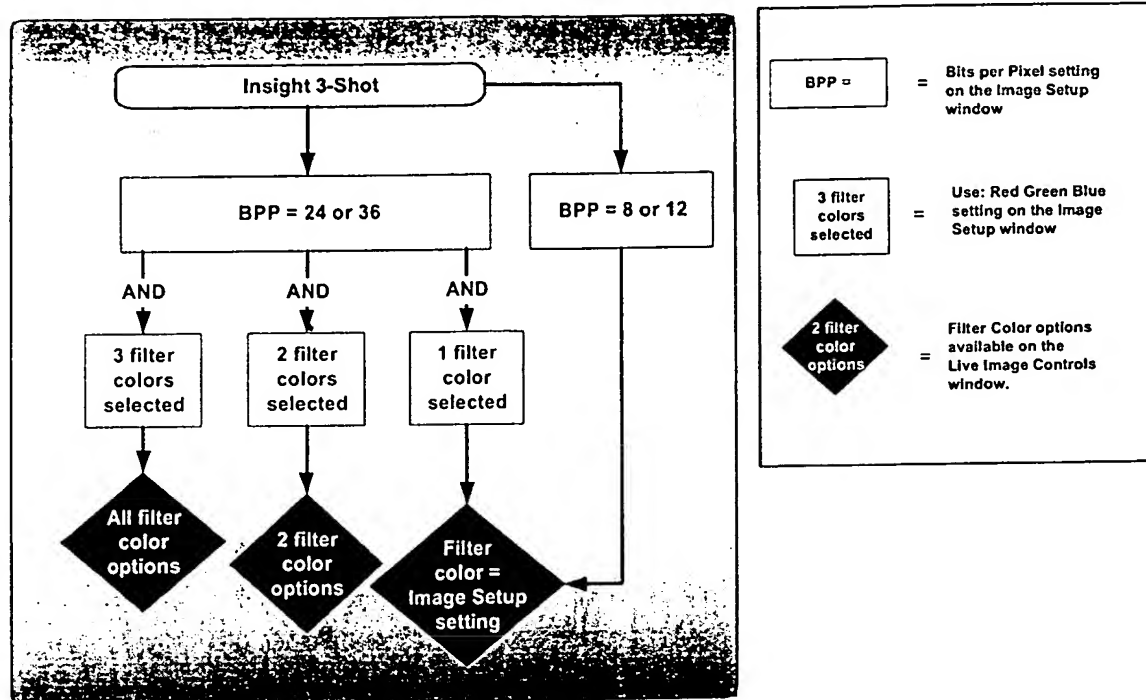 Insight 3-Shot
BPP = 24 or 36
BPP = 8 or 12
AND
AND
AND
3 filter
colors
selected
2 filter
colors
selected
1 filter
color
selected
All filter
color
options
2 filter
color
options
Filter
color =
Image Setup
setting
BPP =
=
Bits per Pixel setting
on the Image Setup
window
3 filter
colors
selected
=
Use: Red Green Blue
setting on the Image
Setup window
2 filter
color
options
=
Filter Color options
available on the
Live Image Controls
window.